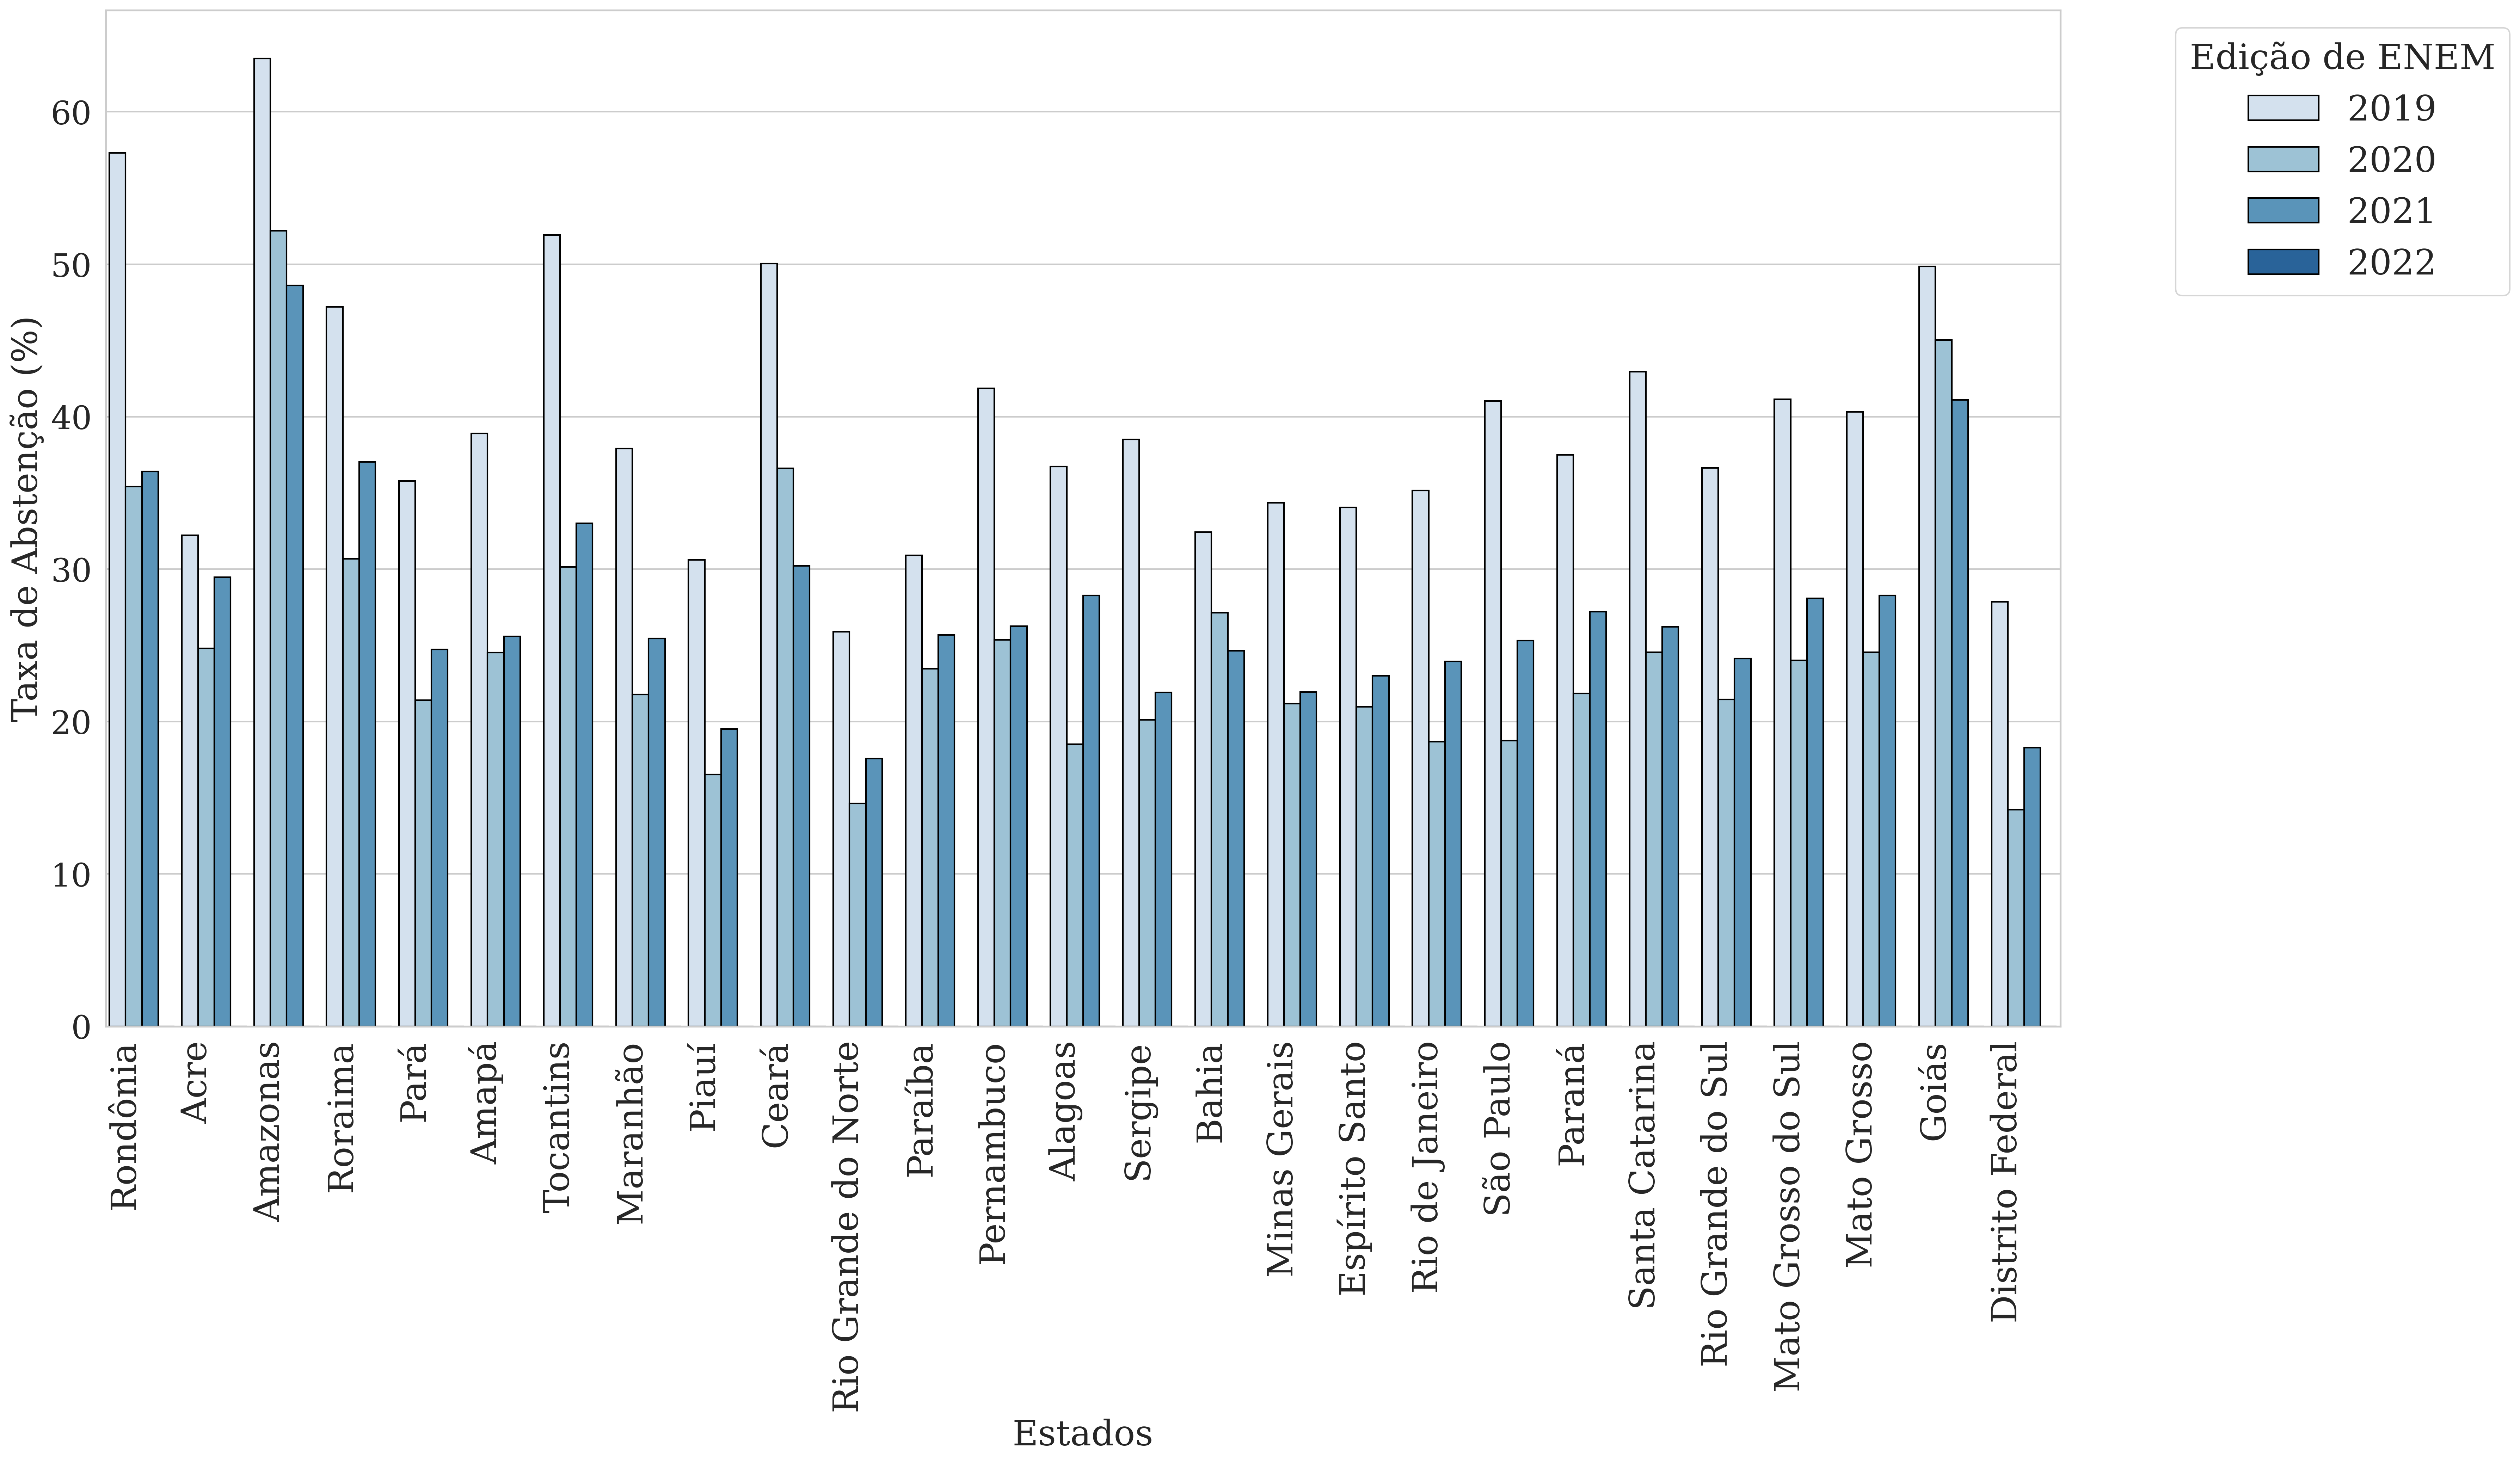 Edição de ENEM
2019
2020
2021
2022
Taxa de Abstenção (%)
60
50
40
30
20
10
0
Rondônia
Acre
Amazonas
Roraima
Pará
Amapá
Tocantins
Maranhão
Piauí
Ceará
Rio Grande do Norte
Paraíba
Pernambuco
Alagoas
Sergipe
Bahia
Minas Gerais
Espírito Santo
Rio de Janeiro
São Paulo
Paraná
Santa Catarina
Rio Grande do Sul
Mato Grosso do Sul
Mato Grosso
Goiás
Distrito Federal
Estados